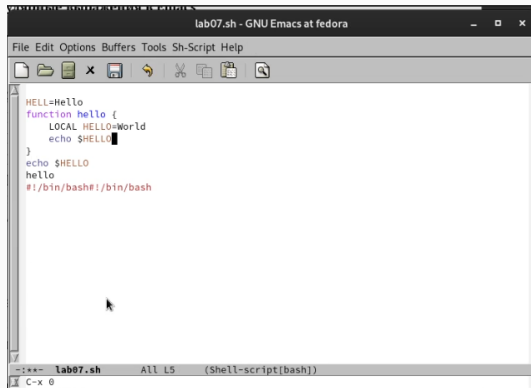 lab07.sh - GNU Emacs at fedora
File Edit Options Buffers Tools Sh-Script Help
HELL=Hello
function hello {
    LOCAL HELLO=World
    echo $HELLO
}
echo $HELLO
hello
#!/bin/bash#!/bin/bash
-:**-  lab07.sh       All L5     (Shell-script[bash])
C-x 0